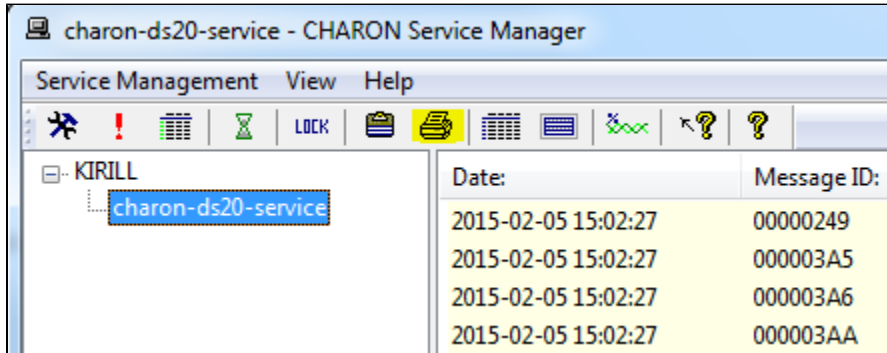 charon-ds20-service - CHARON Service Manager
Service Management View Help
LOCK
KIRILL
charon-ds20-service
Date: Message ID:
2015-02-05 15:02:27 00000249
2015-02-05 15:02:27 000003A5
2015-02-05 15:02:27 000003A6
2015-02-05 15:02:27 000003AA